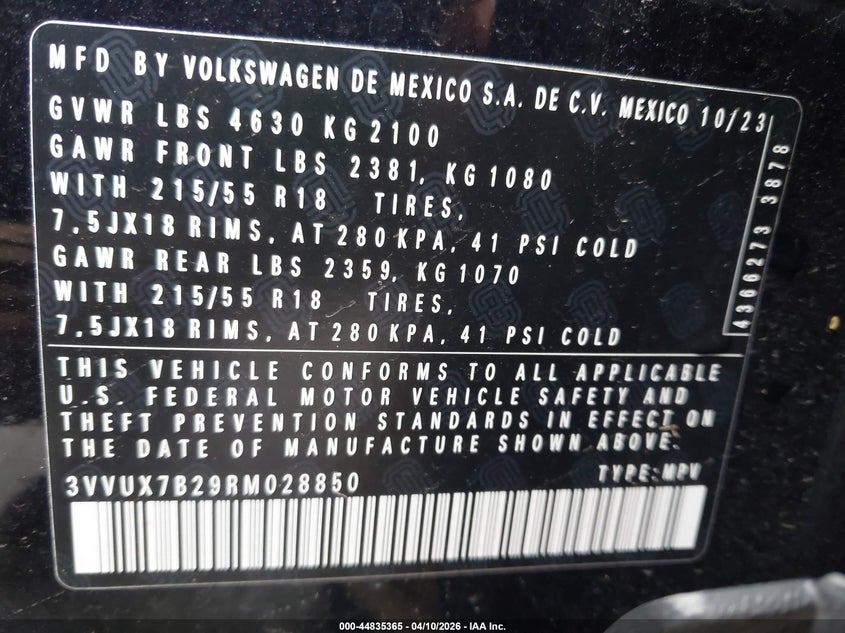 MFD BY VOLKSWAGEN DE MEXICO S.A. DE C.V. MEXICO 10/23
GVWR LBS 4630 KG 2100
GAWR FRONT LBS 2381, KG 1080
WITH 215/55 R18 TIRES,
7,5JX18 RIMS, AT 280 KPA, 41 PSI COLD
GAWR REAR LBS 2359, KG 1070
WITH 215/55 R18 TIRES,
7,5JX18 RIMS, AT 280 KPA, 41 PSI COLD
4366273 3878
THIS VEHICLE CONFORMS TO ALL APPLICABLE
U.S. FEDERAL MOTOR VEHICLE SAFETY AND
THEFT PREVENTION STANDARDS IN EFFECT ON
THE DATE OF MANUFACTURE SHOWN ABOVE.
3VVUX7B29RM028850 TYPE: MPV
000-44835365 - 04/10/2026 - IAA Inc.